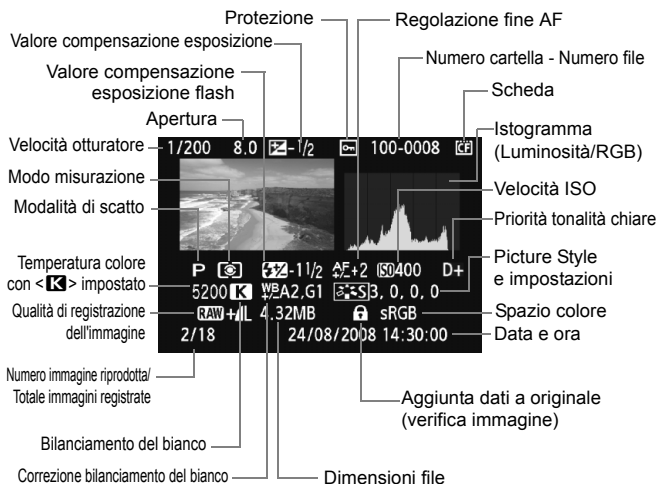 Protezione
Regolazione fine AF
Valore compensazione esposizione
Numero cartella - Numero file
Valore compensazione
esposizione flash
Scheda
Apertura
Istogramma
(Luminosità/RGB)
Velocità otturatore
1/200 8.0 -1/2 100-0008 CF
Modo misurazione
Velocità ISO
Modalità di scatto
Priorità tonalità chiare
P -1 1/2 AF+2 ISO400 D+
Temperatura colore
con <K> impostato
Picture Style
e impostazioni
5200 K WB A2,G1 S 3, 0, 0, 0
Qualità di registrazione
dell'immagine
RAW+L 4.32MB sRGB
Spazio colore
2/18 24/08/2008 14:30:00
Data e ora
Numero immagine riprodotta/
Totale immagini registrate
Aggiunta dati a originale
(verifica immagine)
Bilanciamento del bianco
Correzione bilanciamento del bianco
Dimensioni file